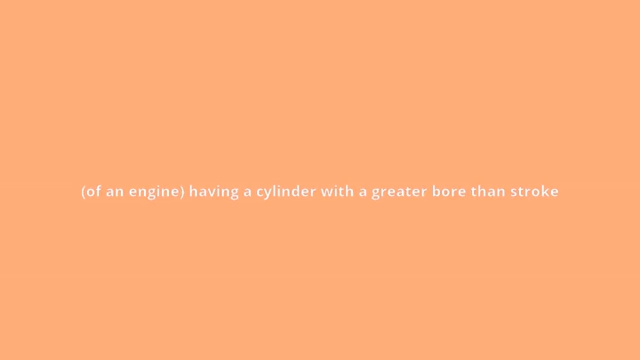 (of an engine) having a cylinder with a greater bore than stroke